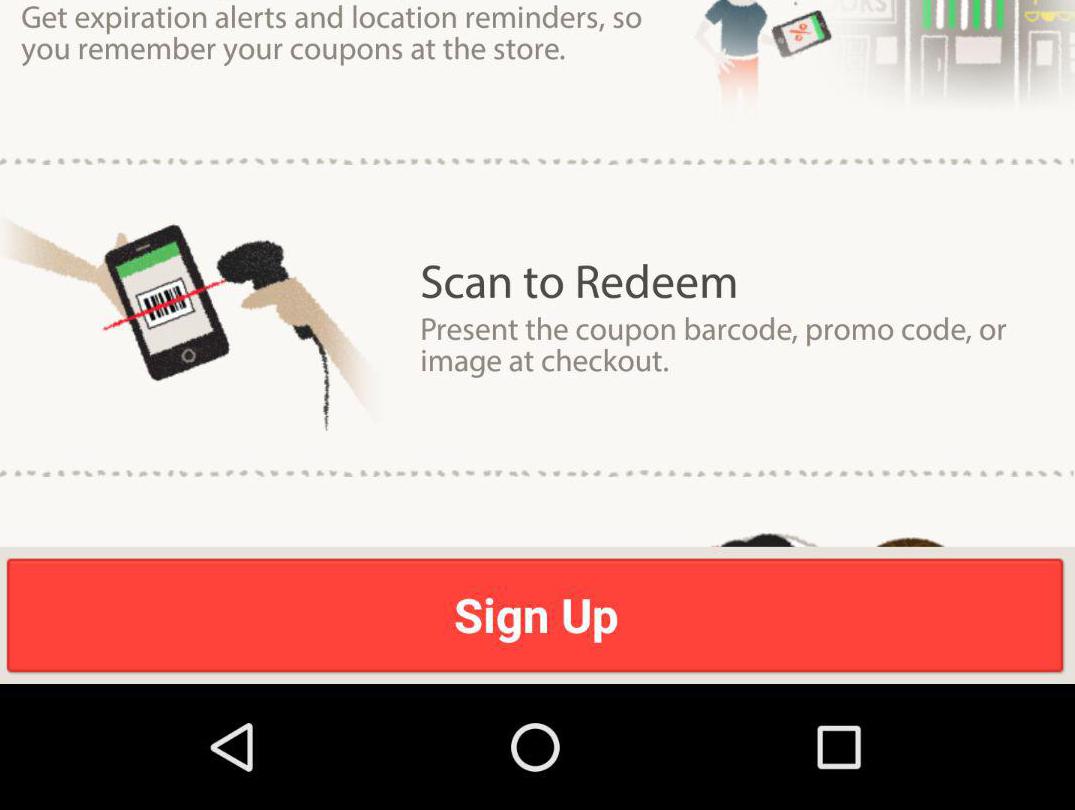 Get expiration alerts and location reminders, so
you remember your coupons at the store.
Scan to Redeem
Present the coupon barcode, promo code, or
image at checkout.
Sign Up